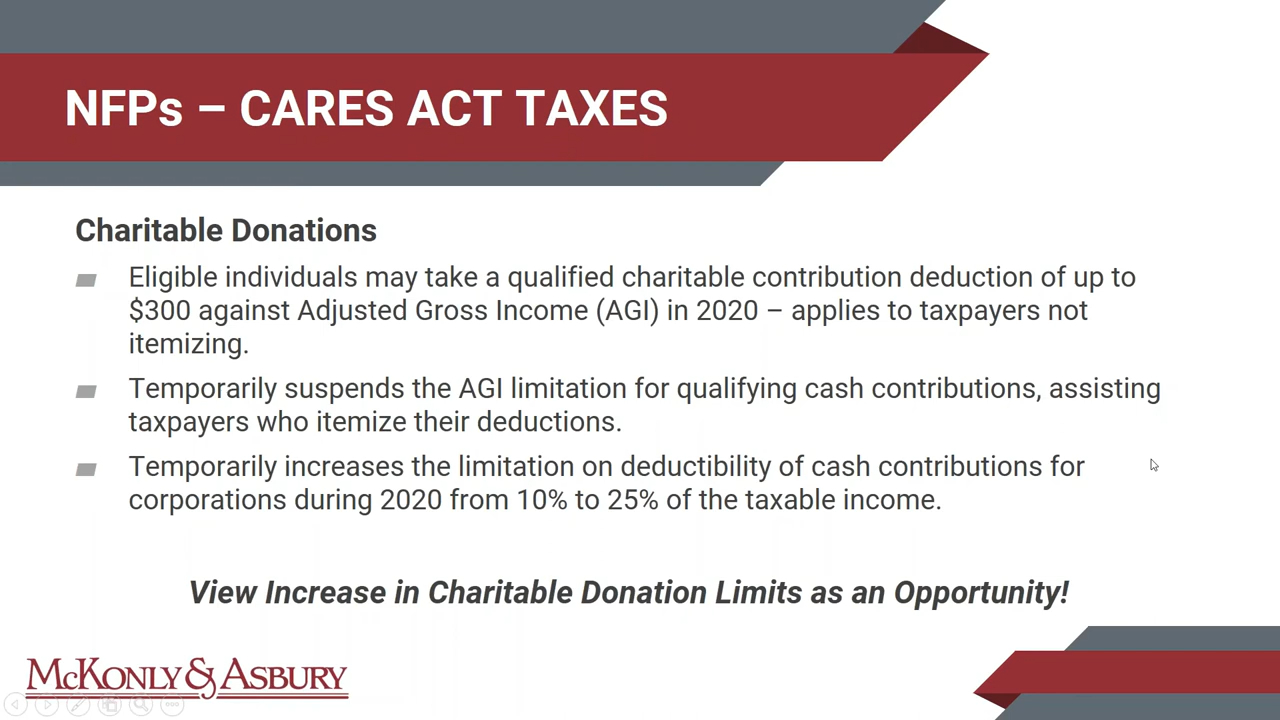 NFPs – CARES ACT TAXES
Charitable Donations
Eligible individuals may take a qualified charitable contribution deduction of up to
$300 against Adjusted Gross Income (AGI) in 2020 – applies to taxpayers not
itemizing.
Temporarily suspends the AGI limitation for qualifying cash contributions, assisting
taxpayers who itemize their deductions.
Temporarily increases the limitation on deductibility of cash contributions for
corporations during 2020 from 10% to 25% of the taxable income.
View Increase in Charitable Donation Limits as an Opportunity!
McKonly & Asbury